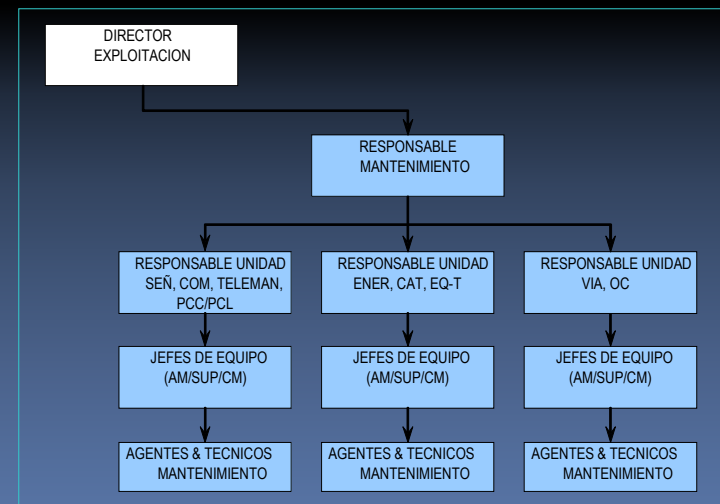 DIRECTOR
EXPLOITACION
RESPONSABLE
MANTENIMIENTO
RESPONSABLE UNIDAD
SEÑ, COM, TELEMAN,
PCC/PCL
RESPONSABLE UNIDAD
ENER, CAT, EQ-T
RESPONSABLE UNIDAD
VIA, OC
JEFES DE EQUIPO
(AM/SUP/CM)
JEFES DE EQUIPO
(AM/SUP/CM)
JEFES DE EQUIPO
(AM/SUP/CM)
AGENTES & TECNICOS
MANTENIMIENTO
AGENTES & TECNICOS
MANTENIMIENTO
AGENTES & TECNICOS
MANTENIMIENTO